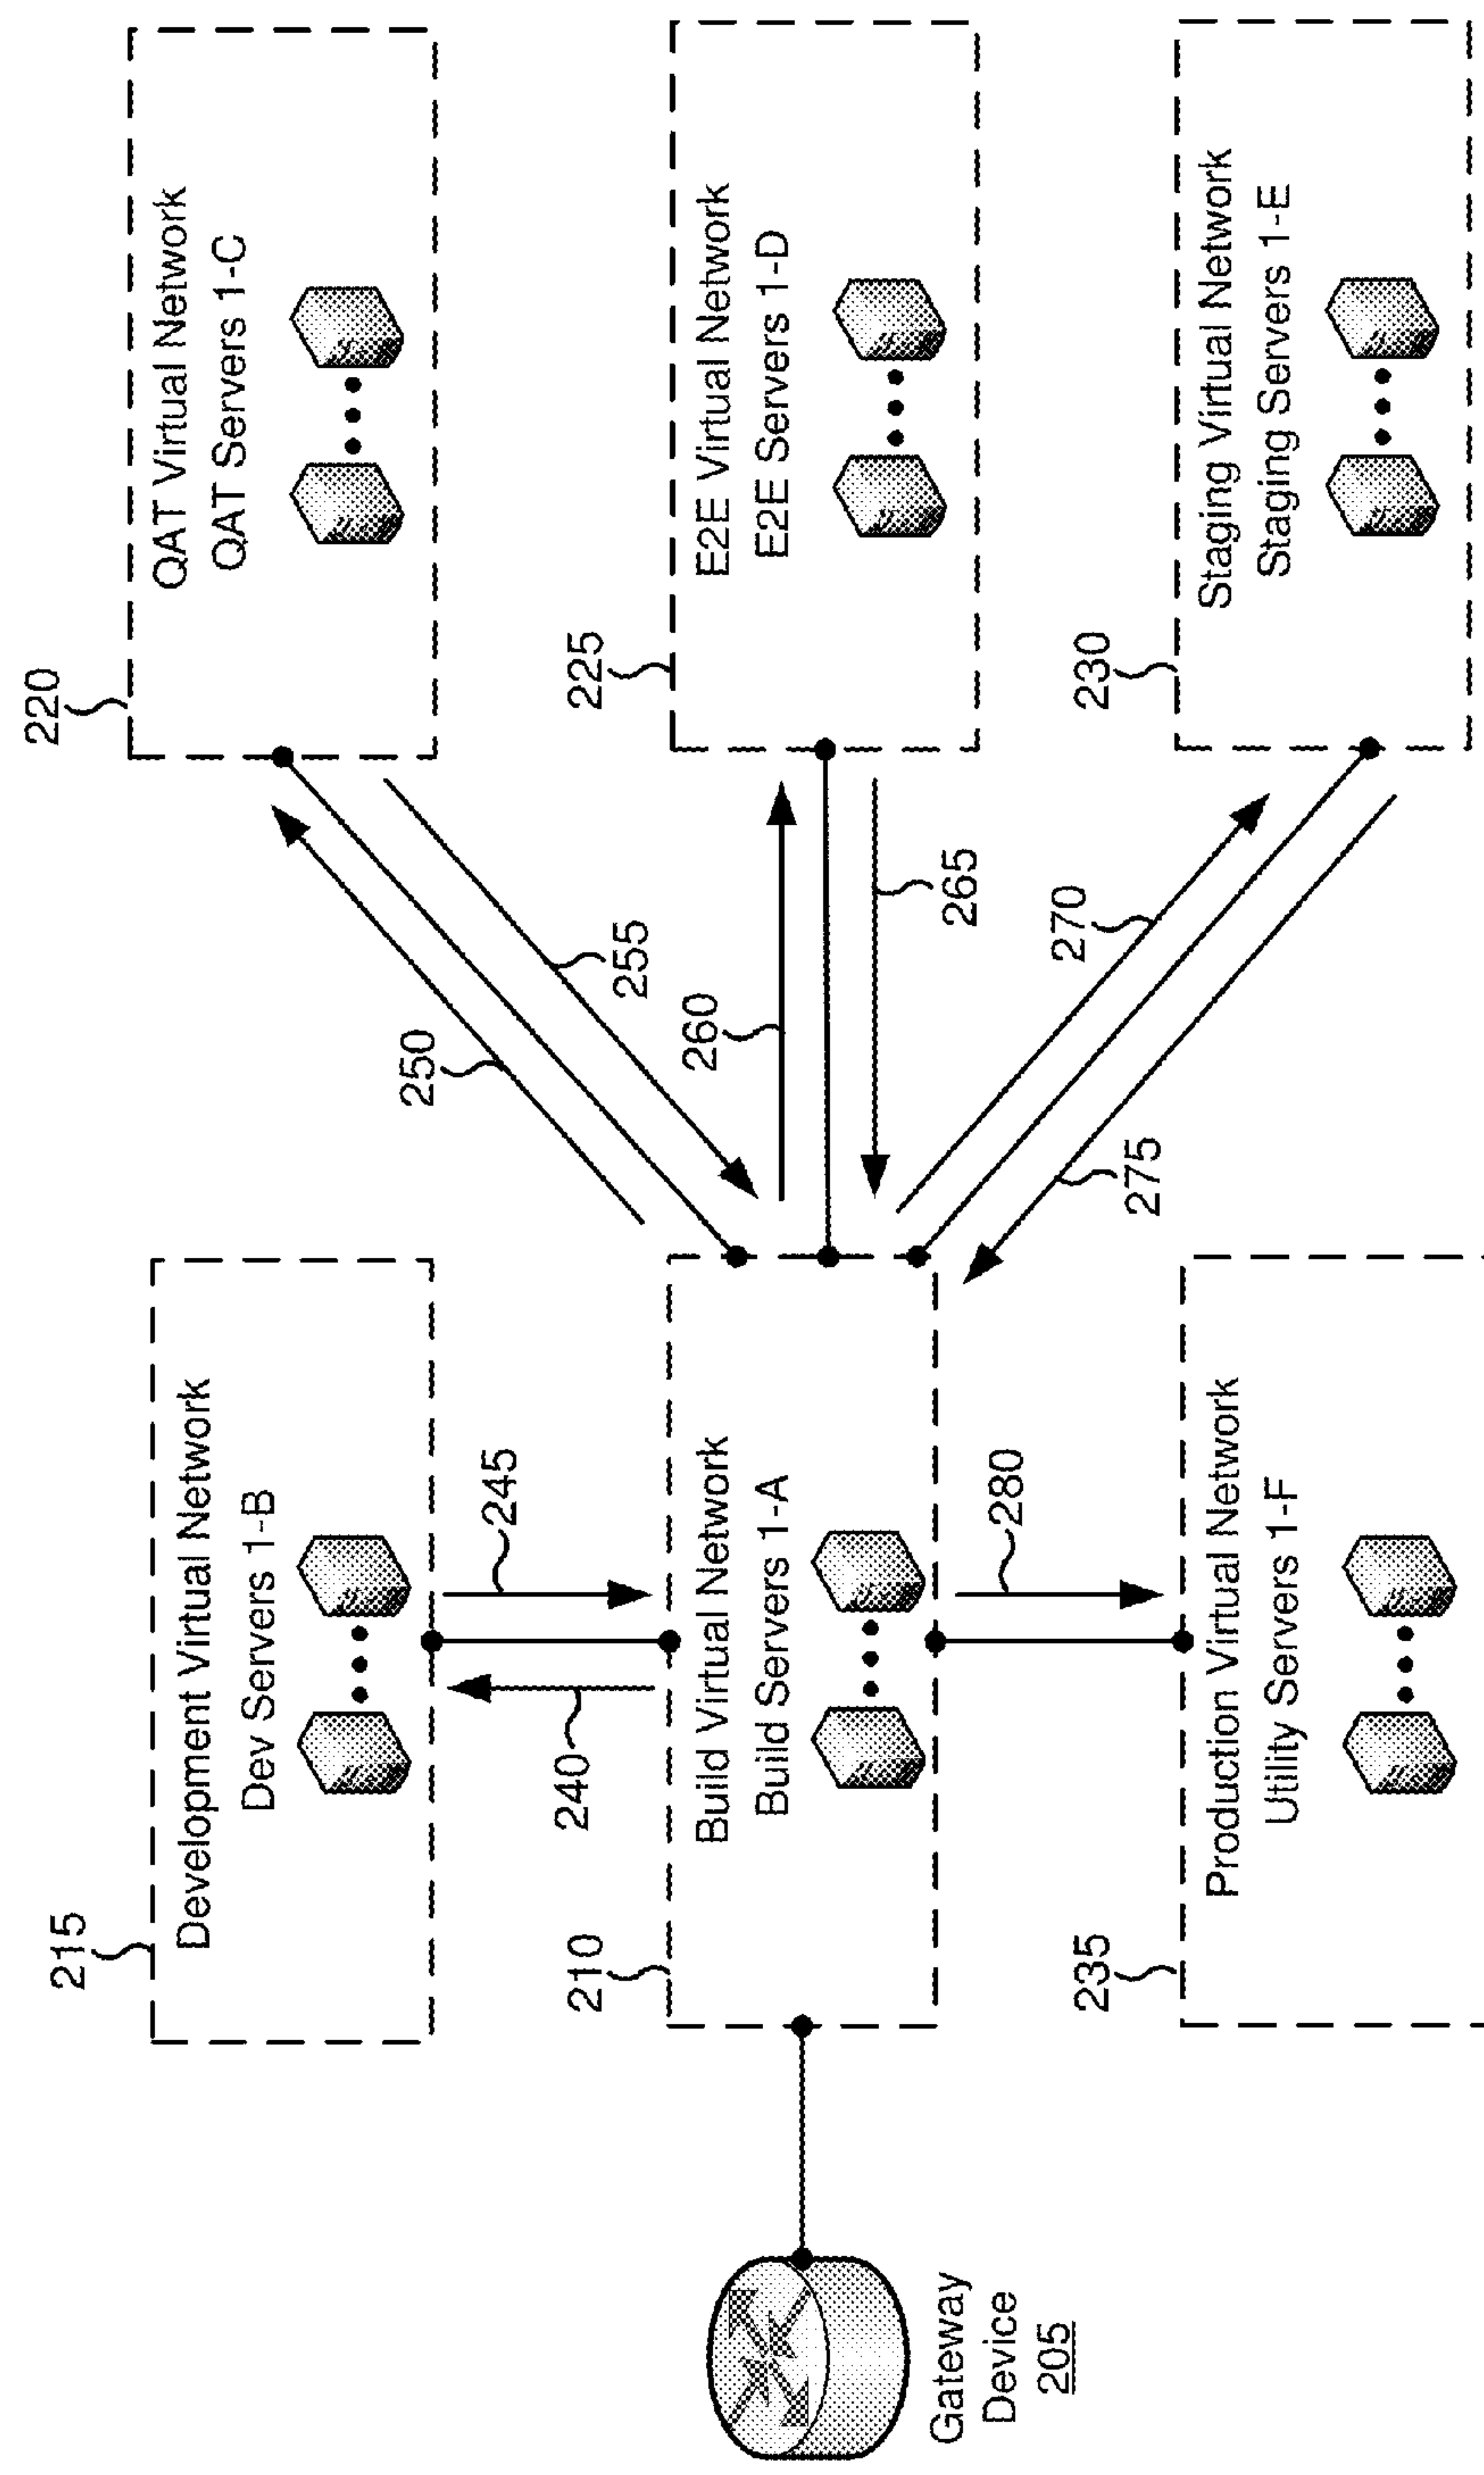 215
Development Virtual Network
Dev Servers 1-B
220
QAT Virtual Network
QAT Servers 1-C
240
245
250
255
Gateway
Device
205
210
Build Virtual Network
Build Servers 1-A
260
265
225
E2E Virtual Network
E2E Servers 1-D
280
275
270
235
Production Virtual Network
Utility Servers 1-F
230
Staging Virtual Network
Staging Servers 1-E